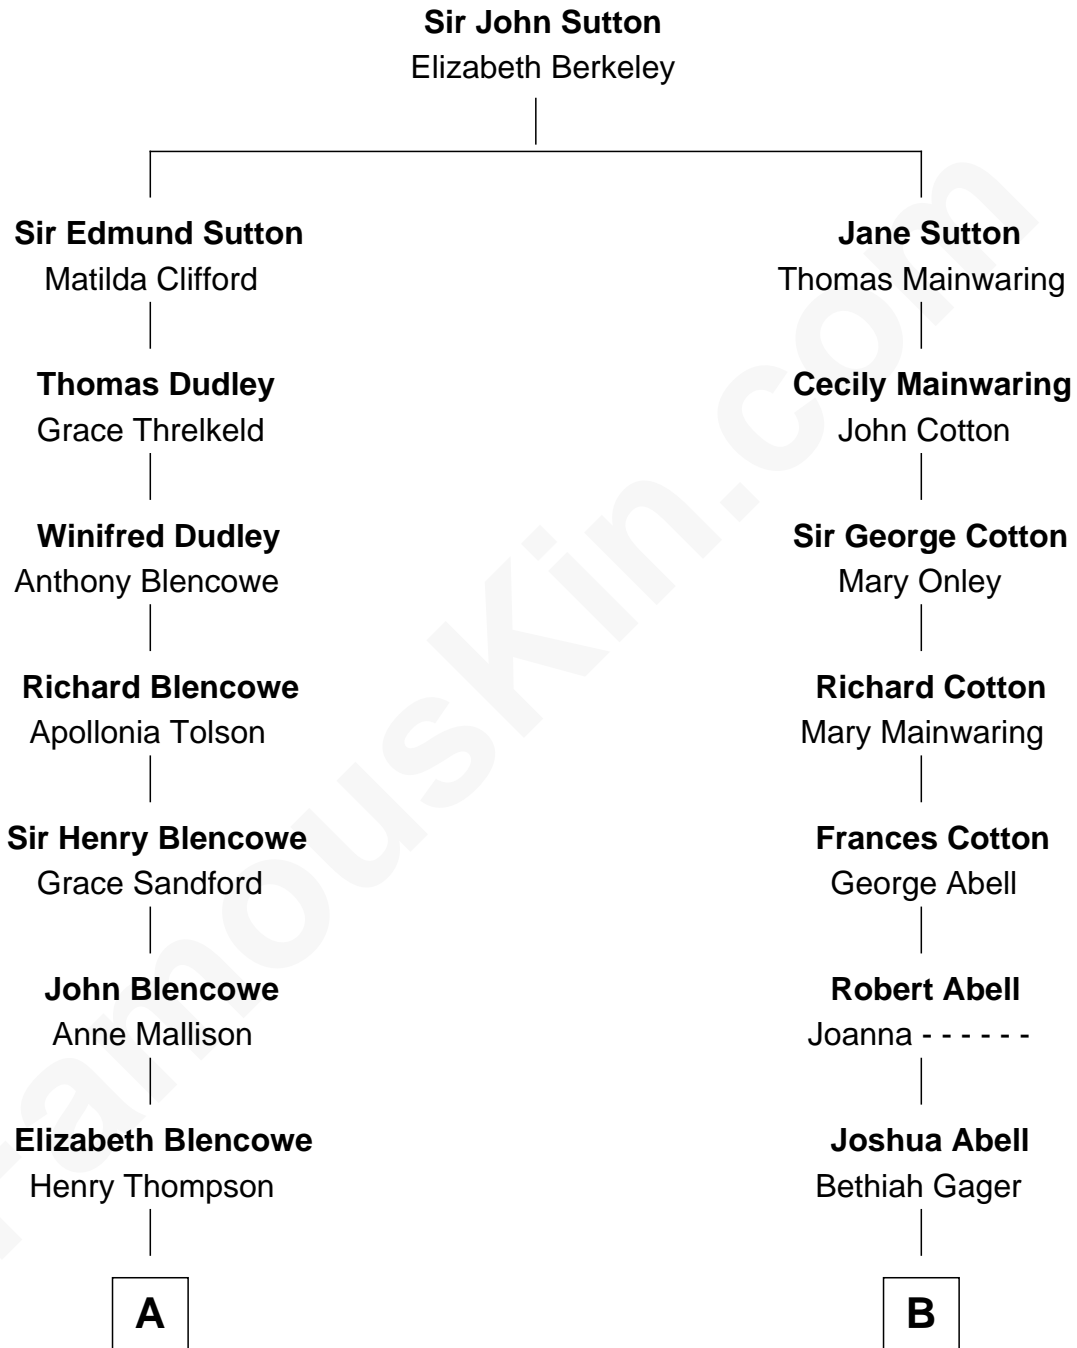 Sir John Sutton
Elizabeth Berkeley
Sir Edmund Sutton
Matilda Clifford
Jane Sutton
Thomas Mainwaring
Thomas Dudley
Grace Threlkeld
Cecily Mainwaring
John Cotton
Winifred Dudley
Anthony Blencowe
Sir George Cotton
Mary Onley
Richard Blencowe
Apollonia Tolson
Richard Cotton
Mary Mainwaring
Sir Henry Blencowe
Grace Sandford
Frances Cotton
George Abell
John Blencowe
Anne Mallison
Robert Abell
Joanna - - - - - -
Elizabeth Blencowe
Henry Thompson
Joshua Abell
Bethiah Gager
A
B
FamousKin.com